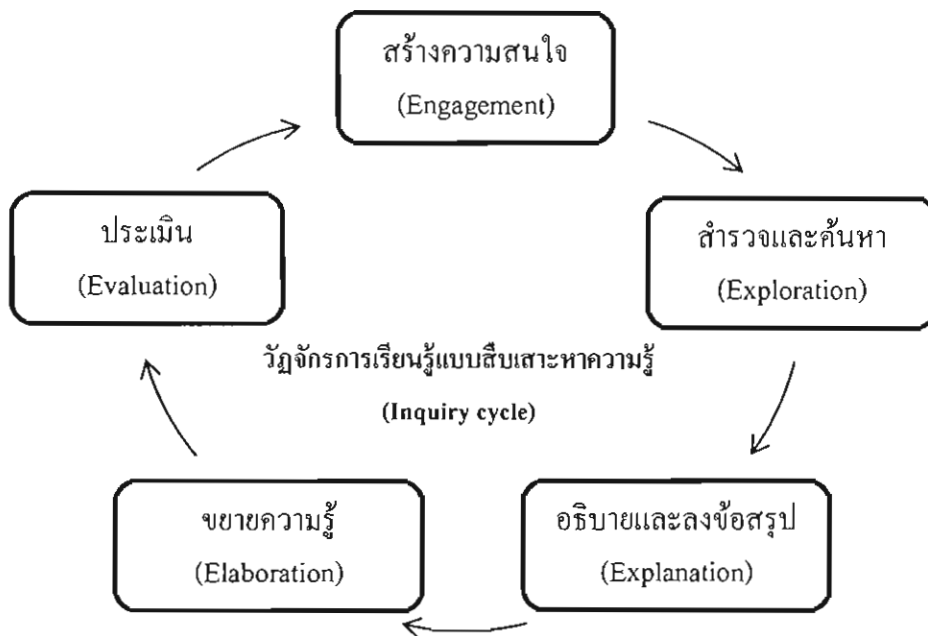 สร้างความสนใจ
(Engagement)
ประเมิน
(Evaluation)
สำรวจและค้นหา
(Exploration)
วัฏจักรการเรียนรู้แบบสืบเสาะหาความรู้
(Inquiry cycle)
ขยายความรู้
(Elaboration)
อธิบายและลงข้อสรุป
(Explanation)